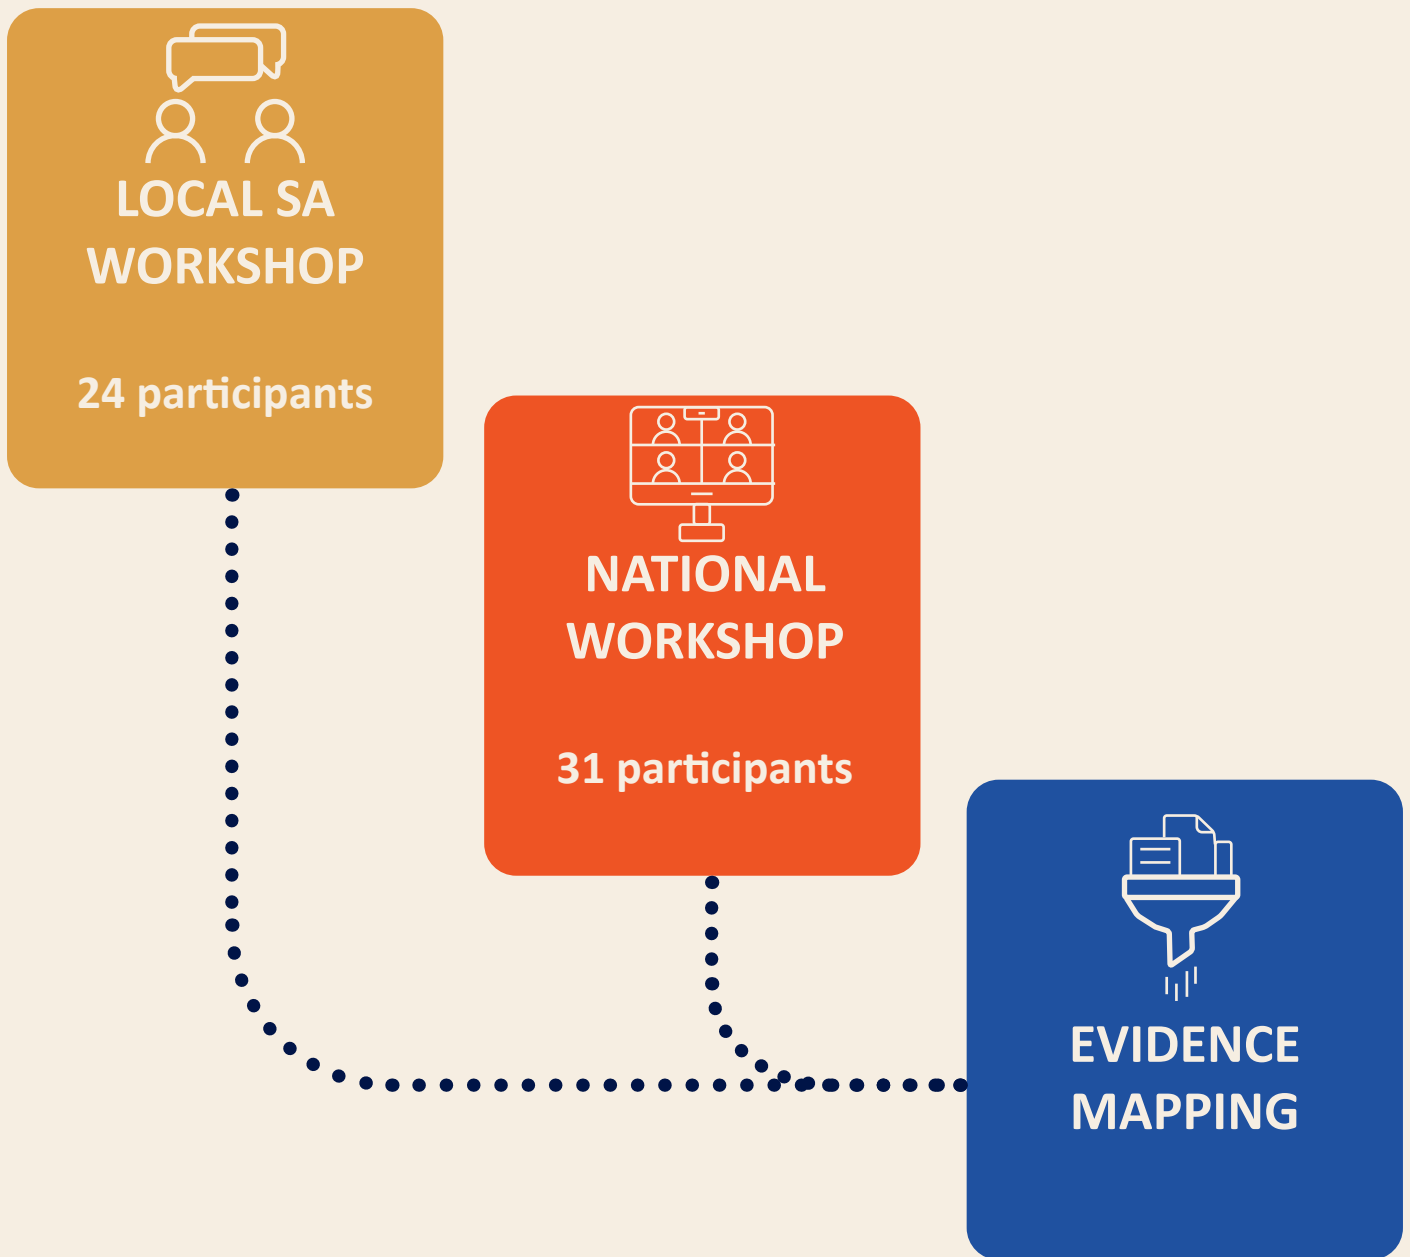 LOCAL SA
WORKSHOP
24 participants
NATIONAL
WORKSHOP
31 participants
EVIDENCE
MAPPING